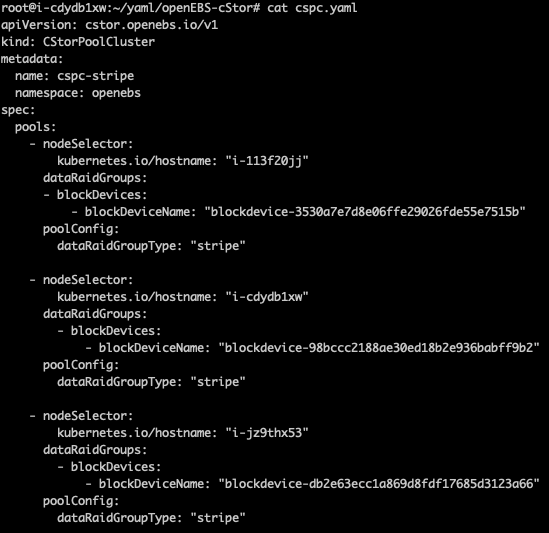 root@i-cdydb1xw:~/yaml/openEBS-cStor# cat cspc.yaml
apiVersion: cstor.openebs.io/v1
kind: CStorPoolCluster
metadata:
  name: cspc-stripe
  namespace: openebs
spec:
  pools:
    - nodeSelector:
        kubernetes.io/hostname: "i-113f20jj"
      dataRaidGroups:
      - blockDevices:
          - blockDeviceName: "blockdevice-3530a7e7d8e06ffe29026fde55e7515b"
      poolConfig:
        dataRaidGroupType: "stripe"

    - nodeSelector:
        kubernetes.io/hostname: "i-cdydb1xw"
      dataRaidGroups:
        - blockDevices:
            - blockDeviceName: "blockdevice-98bccc2188ae30ed18b2e936babff9b2"
      poolConfig:
        dataRaidGroupType: "stripe"

    - nodeSelector:
        kubernetes.io/hostname: "i-jz9thx53"
      dataRaidGroups:
        - blockDevices:
            - blockDeviceName: "blockdevice-db2e63ecc1a869d8fdf17685d3123a66"
      poolConfig:
        dataRaidGroupType: "stripe"